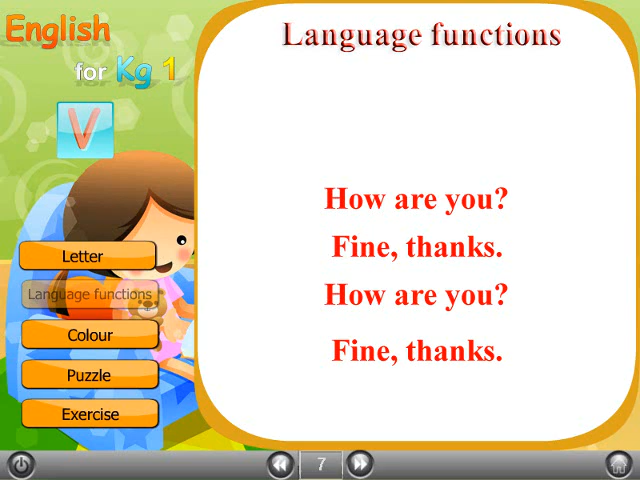 English
for Kg 1
V
Letter
Language functions
Colour
Puzzle
Exercise
Language functions
How are you?
Fine, thanks.
How are you?
Fine, thanks.
7